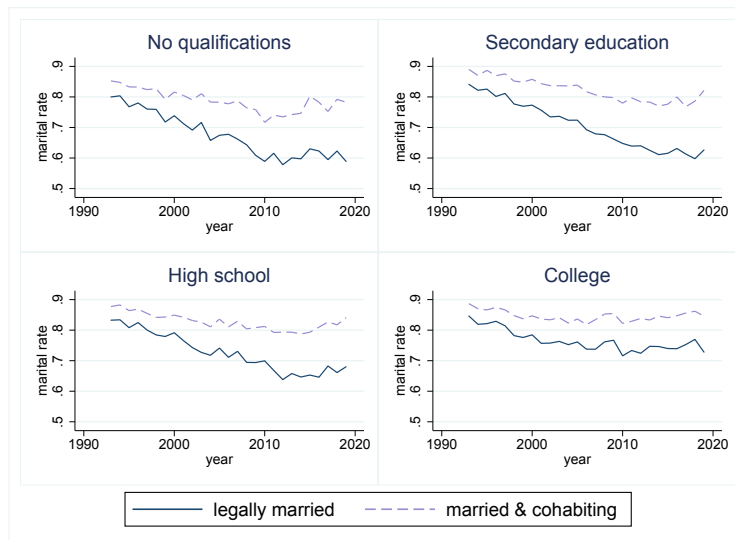 No qualifications
marital rate
.9
.8
.7
.6
.5
1990 2000 2010 2020
year
Secondary education
marital rate
.9
.8
.7
.6
.5
1990 2000 2010 2020
year
High school
marital rate
.9
.8
.7
.6
.5
1990 2000 2010 2020
year
College
marital rate
.9
.8
.7
.6
.5
1990 2000 2010 2020
year
legally married married & cohabiting